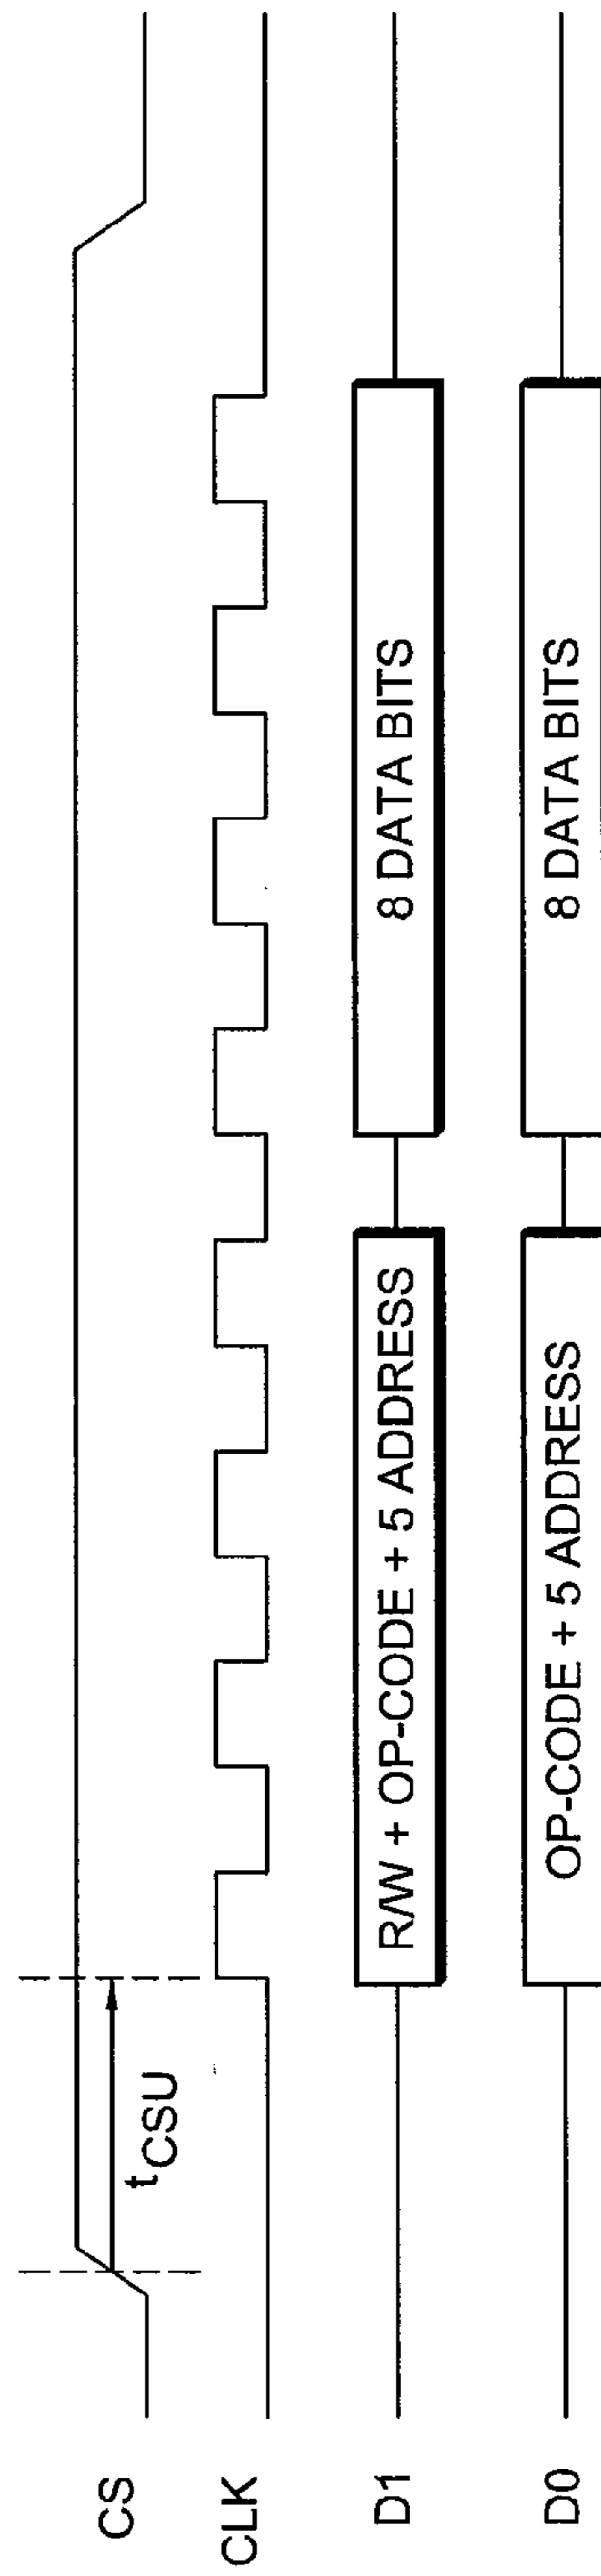 CS
tCSU
CLK
D1
R/W + OP-CODE + 5 ADDRESS
8 DATA BITS
D0
OP-CODE + 5 ADDRESS
8 DATA BITS